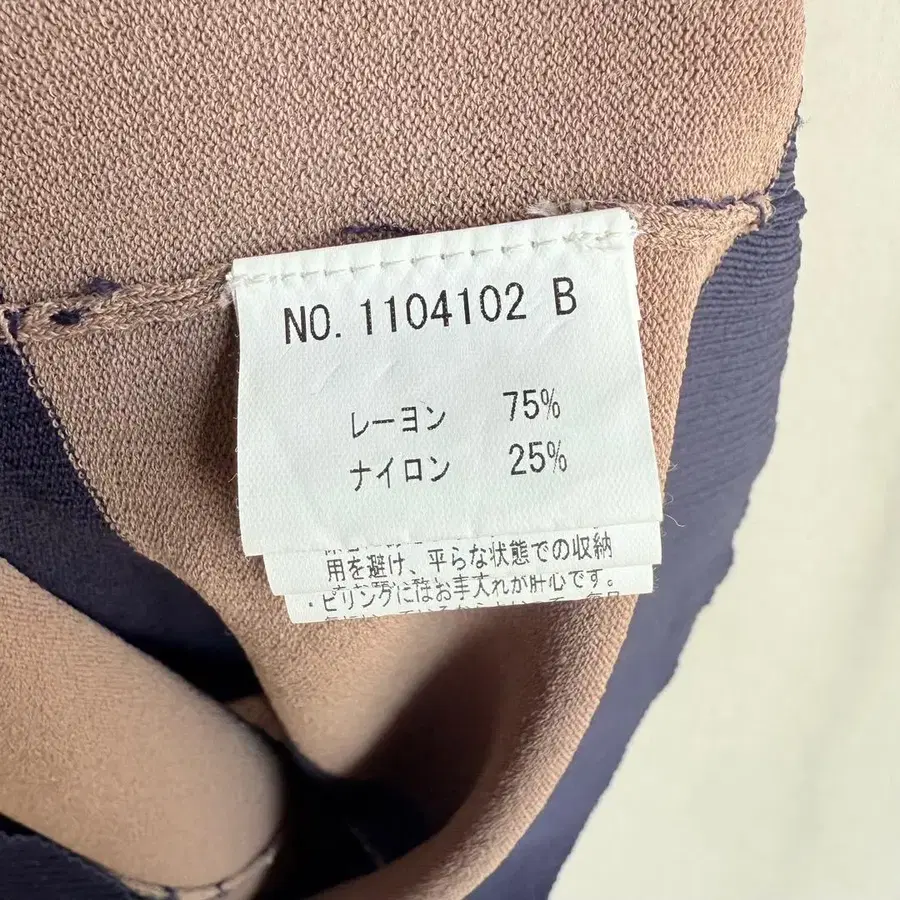 NO. 1104102 B
レーヨン 75%
ナイロン 25%
用を避け、平らな状態での収納
・ピリングにはお手入れが肝心です。